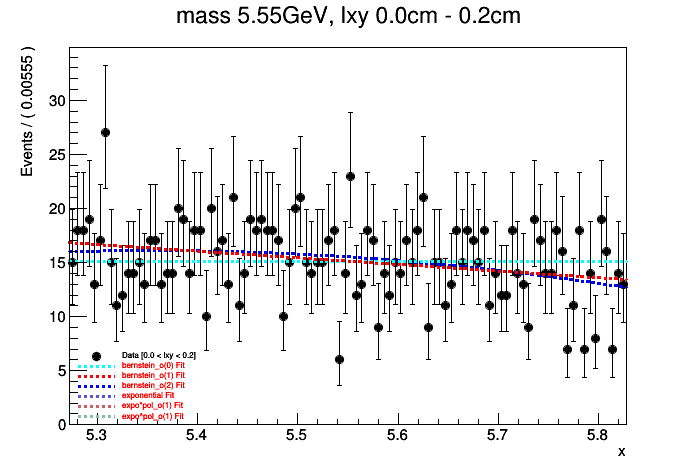 mass 5.55GeV, lxy 0.0cm - 0.2cm
Events / ( 0.00555 )
30
25
20
15
10
5
0
Data [0.0 < lxy < 0.2]
bernstein_o(0) Fit
bernstein_o(1) Fit
bernstein_o(2) Fit
exponential Fit
expo*pol_o(1) Fit
expo*pol_o(1) Fit
5.3 5.4 5.5 5.6 5.7 5.8
x